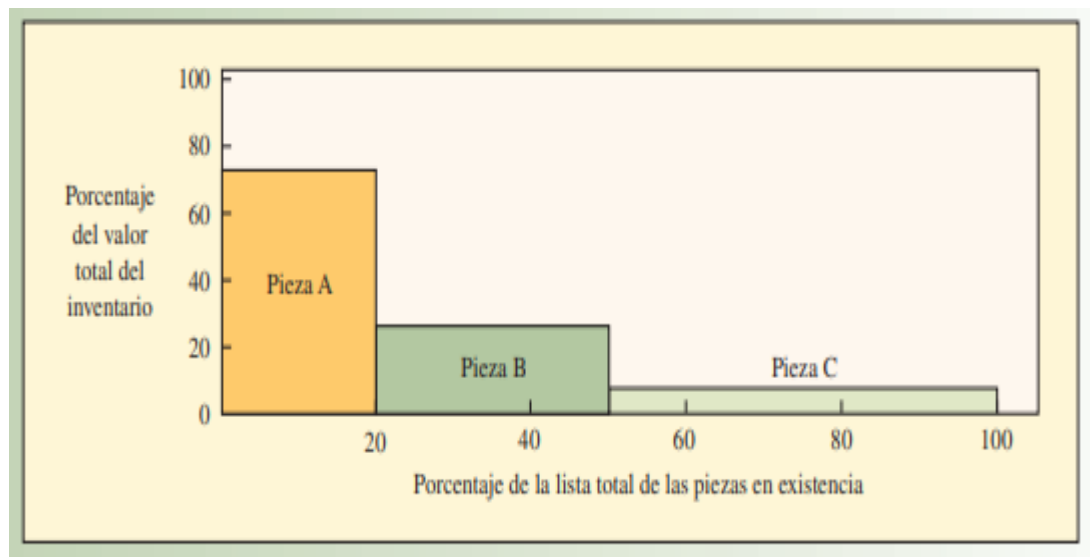 100
80
60
40
20
0
Porcentaje
del valor
total del
inventario
Pieza A
Pieza B
Pieza C
20 40 60 80 100
Porcentaje de la lista total de las piezas en existencia